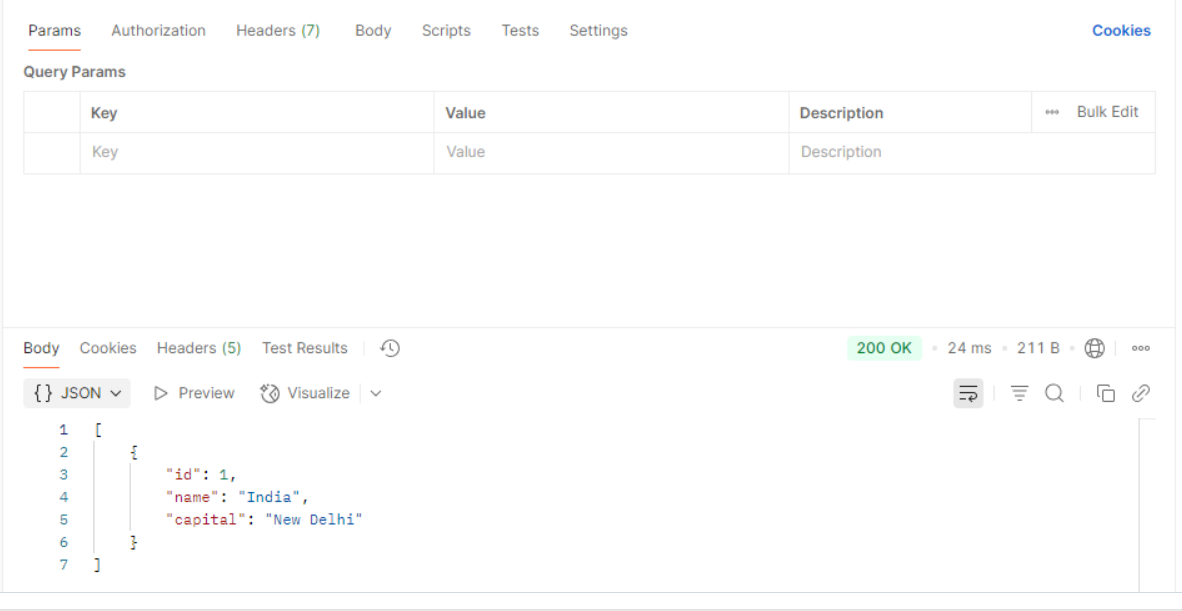 Params Authorization Headers (7) Body Scripts Tests Settings Cookies
Query Params
Key Value Description ••• Bulk Edit
Key Value Description
Body Cookies Headers (5) Test Results 200 OK • 24 ms • 211 B •
{} JSON Preview Visualize
1 [
2 {
3 "id": 1,
4 "name": "India",
5 "capital": "New Delhi"
6 }
7 ]